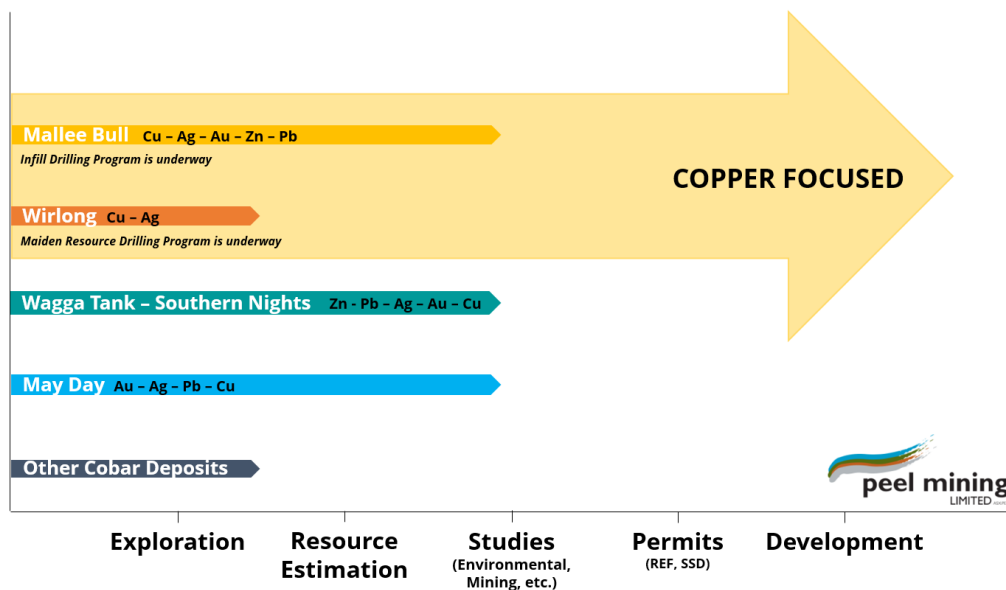 Mallee Bull Cu – Ag – Au – Zn – Pb
Infill Drilling Program is underway
COPPER FOCUSED
Wirlong Cu – Ag
Maiden Resource Drilling Program is underway
Wagga Tank – Southern Nights Zn - Pb – Ag – Au – Cu
May Day Au – Ag – Pb – Cu
Other Cobar Deposits
peel mining
LIMITED
Exploration
Resource
Estimation
Studies
(Environmental,
Mining, etc.)
Permits
(REF, SSD)
Development